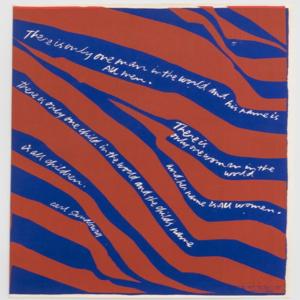 There is only one man in the world and his name is
All men.
There is
only one woman in the
world
and his name is All women.
There is only one child in the world and the child's name
is all children.
carl sandburg